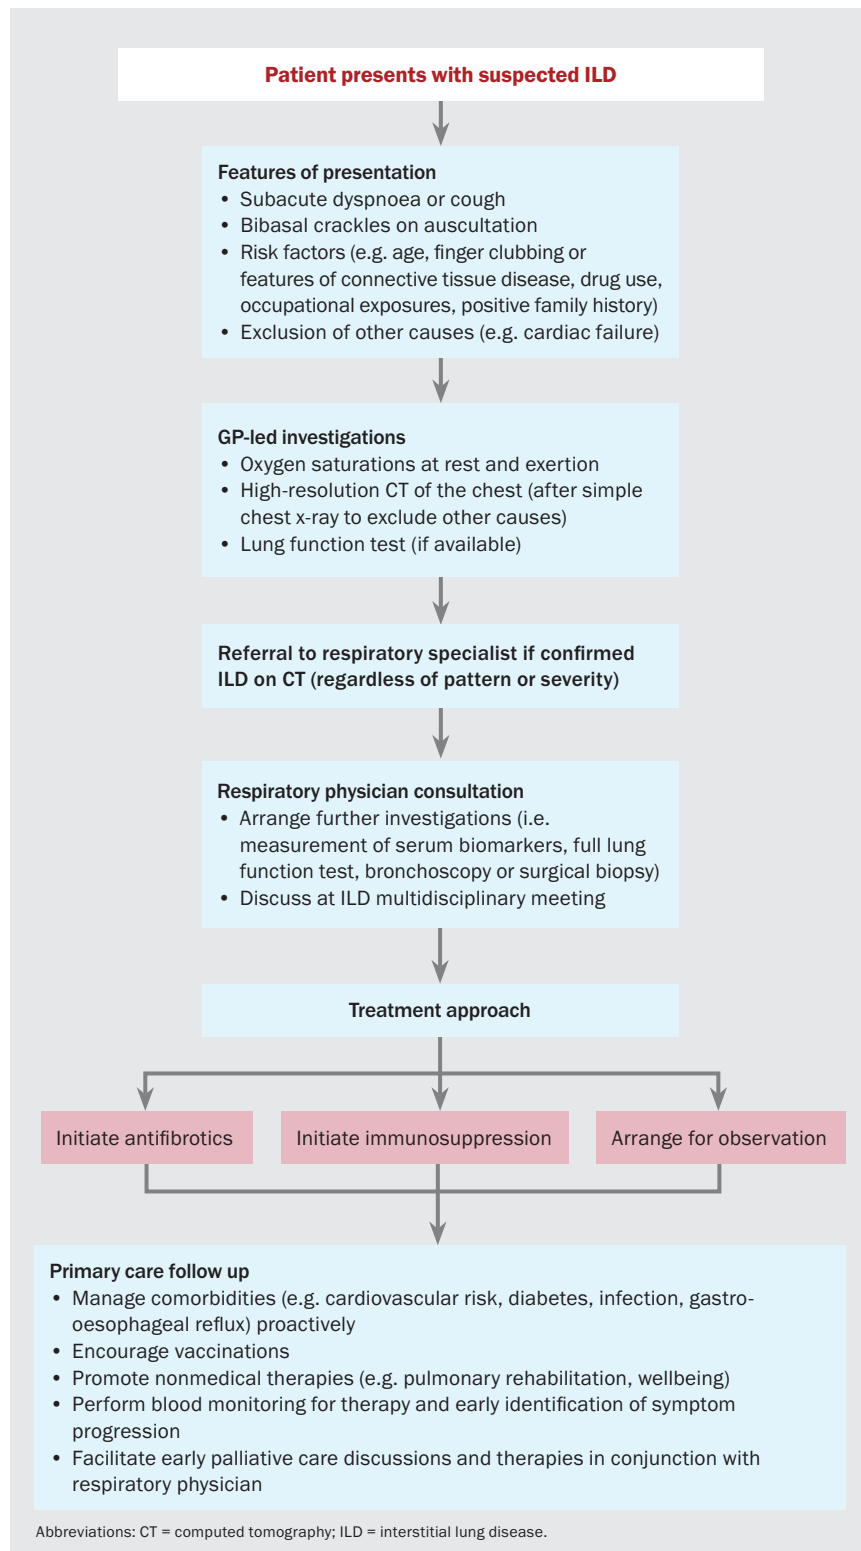 Patient presents with suspected ILD
Features of presentation
• Subacute dyspnoea or cough
• Bibasal crackles on auscultation
• Risk factors (e.g. age, finger clubbing or
features of connective tissue disease, drug use,
occupational exposures, positive family history)
• Exclusion of other causes (e.g. cardiac failure)
GP-led investigations
• Oxygen saturations at rest and exertion
• High-resolution CT of the chest (after simple
chest x-ray to exclude other causes)
• Lung function test (if available)
Referral to respiratory specialist if confirmed
ILD on CT (regardless of pattern or severity)
Respiratory physician consultation
• Arrange further investigations (i.e.
measurement of serum biomarkers, full lung
function test, bronchoscopy or surgical biopsy)
• Discuss at ILD multidisciplinary meeting
Treatment approach
Initiate antifibrotics
Initiate immunosuppression
Arrange for observation
Primary care follow up
• Manage comorbidities (e.g. cardiovascular risk, diabetes, infection, gastro-
oesophageal reflux) proactively
• Encourage vaccinations
• Promote nonmedical therapies (e.g. pulmonary rehabilitation, wellbeing)
• Perform blood monitoring for therapy and early identification of symptom
progression
• Facilitate early palliative care discussions and therapies in conjunction with
respiratory physician
Abbreviations: CT = computed tomography; ILD = interstitial lung disease.